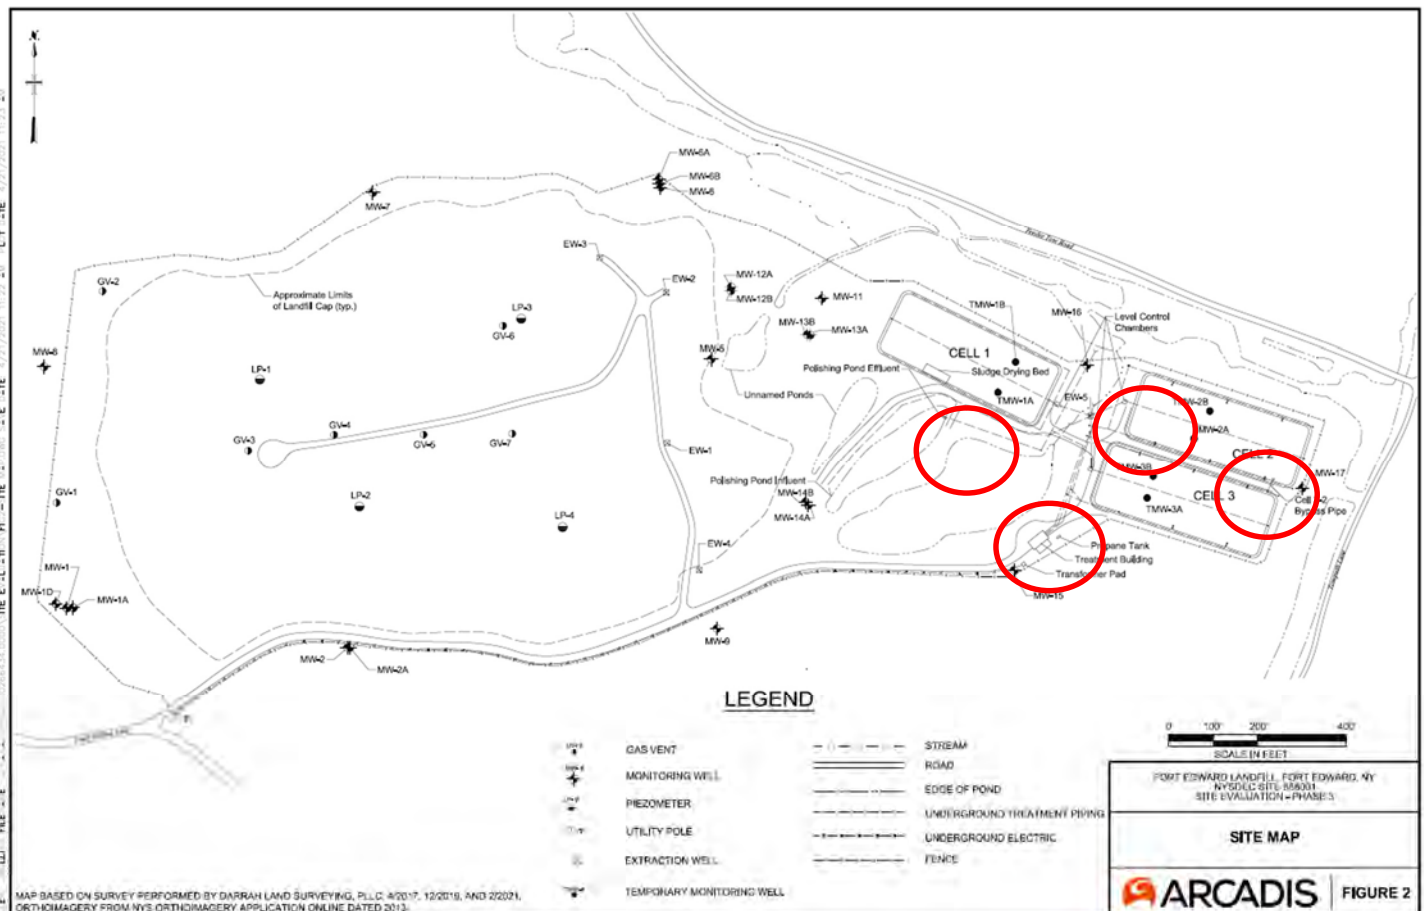 N
MW-6A
MW-6B
MW-6
MW-7
EW-3
GV-2
EW-2
MW-12A
MW-12B
MW-11
Approximate Limits
of Landfill Cap (typ.)
LP-3
GV-6
TMW-1B
MW-16
Level Control
Chambers
MW-13B
MW-13A
MW-8
MW-5
CELL 1
LP-1
Polishing Pond Effluent
Sludge Drying Bed
Unnamed Ponds
TMW-1A
EW-5
TMW-2B
GV-4
GV-3
GV-5
GV-7
EW-1
MW-2A
CELL 2
MW-3B
MW-17
Polishing Pond Influent
MW-14B
MW-14A
CELL 3
GV-1
LP-2
LP-4
TMW-3A
Bypass Pipe
EW-4
Propane Tank
Treatment Building
Transformer Pad
MW-1
MW-1D
MW-1A
MW-15
MW-9
MW-2
MW-2A
LEGEND
GAS VENT
MONITORING WELL
PIEZOMETER
UTILITY POLE
EXTRACTION WELL
TEMPORARY MONITORING WELL
STREAM
ROAD
EDGE OF POND
UNDERGROUND TREATMENT PIPING
UNDERGROUND ELECTRIC
FENCE
0 100' 200' 400'
SCALE IN FEET
FORT EDWARD LANDFILL, FORT EDWARD, NY
NYSDEC SITE
SITE EVALUATION - PHASE 3
SITE MAP
ARCADIS
FIGURE 2
MAP BASED ON SURVEY PERFORMED BY DARRAH LAND SURVEYING, PLLC, 4/2017, 12/2019, AND 2/2021.
ORTHOIMAGERY FROM NYS ORTHOIMAGERY APPLICATION ONLINE DATED 2013.